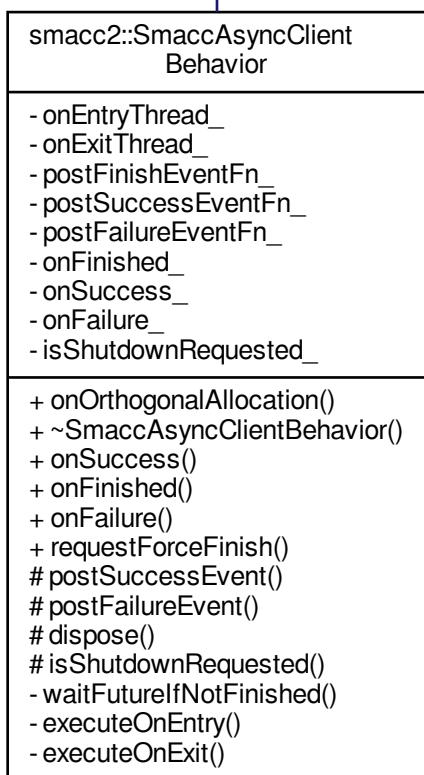 smacc2::SmaccAsyncClient
Behavior
- onEntryThread_
- onExitThread_
- postFinishEventFn_
- postSuccessEventFn_
- postFailureEventFn_
- onFinished_
- onSuccess_
- onFailure_
- isShutdownRequested_
+ onOrthogonalAllocation()
+ ~SmaccAsyncClientBehavior()
+ onSuccess()
+ onFinished()
+ onFailure()
+ requestForceFinish()
# postSuccessEvent()
# postFailureEvent()
# dispose()
# isShutdownRequested()
- waitFutureIfNotFinished()
- executeOnEntry()
- executeOnExit()